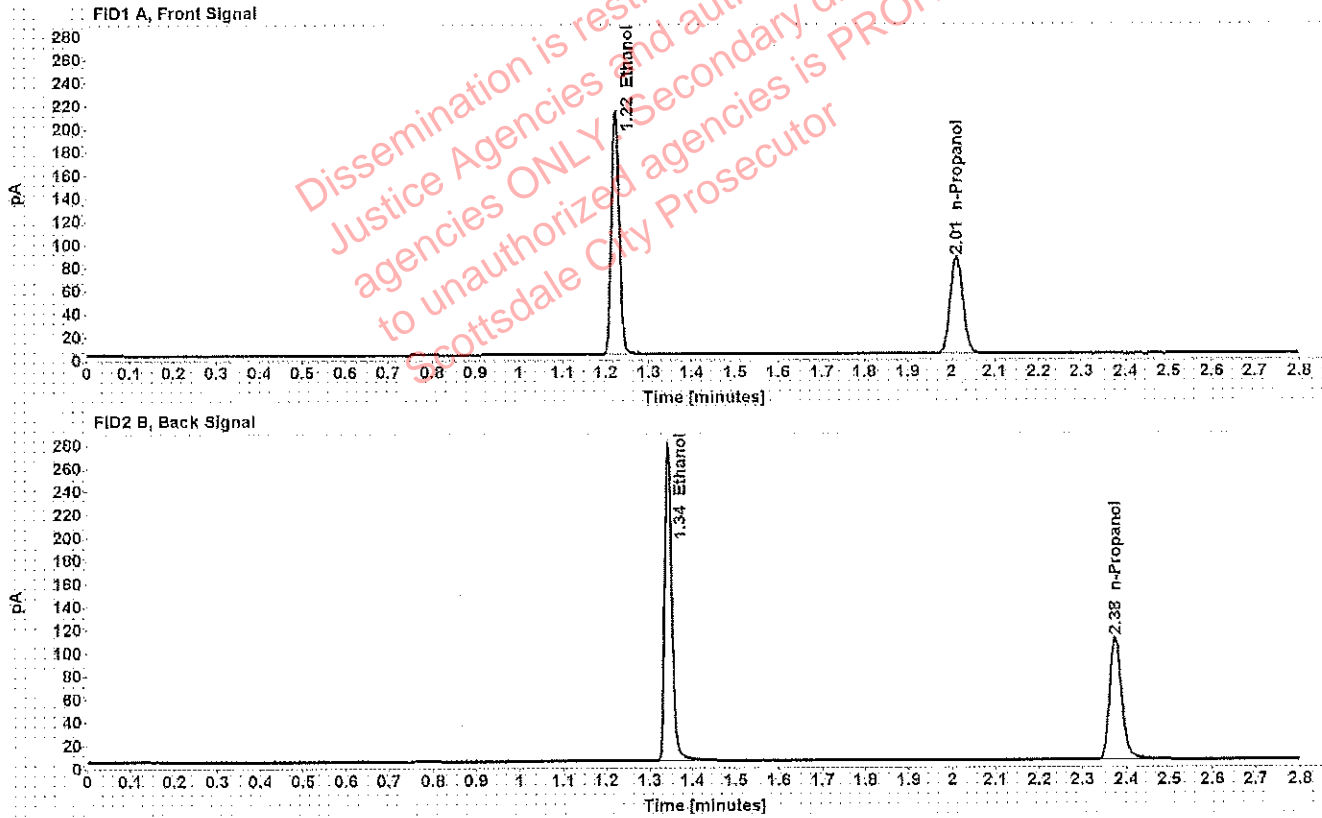 FID1 A, Front Signal
280
260
240
220
200
180
160
140
120
100
80
60
40
20
0
pA
1.22 Ethanol
2.01 n-Propanol
0 0.1 0.2 0.3 0.4 0.5 0.6 0.7 0.8 0.9 1 1.1 1.2 1.3 1.4 1.5 1.6 1.7 1.8 1.9 2 2.1 2.2 2.3 2.4 2.5 2.6 2.7 2.8
Time [minutes]
Dissemination is
Justice Agencies and
agencies ONLY. Secondary
to unauthorized agencies is
Scottsdale City Prosecutor
FID2 B, Back Signal
280
260
240
220
200
180
160
140
120
100
80
60
40
20
0
pA
1.34 Ethanol
2.38 n-Propanol
0 0.1 0.2 0.3 0.4 0.5 0.6 0.7 0.8 0.9 1 1.1 1.2 1.3 1.4 1.5 1.6 1.7 1.8 1.9 2 2.1 2.2 2.3 2.4 2.5 2.6 2.7 2.8
Time [minutes]